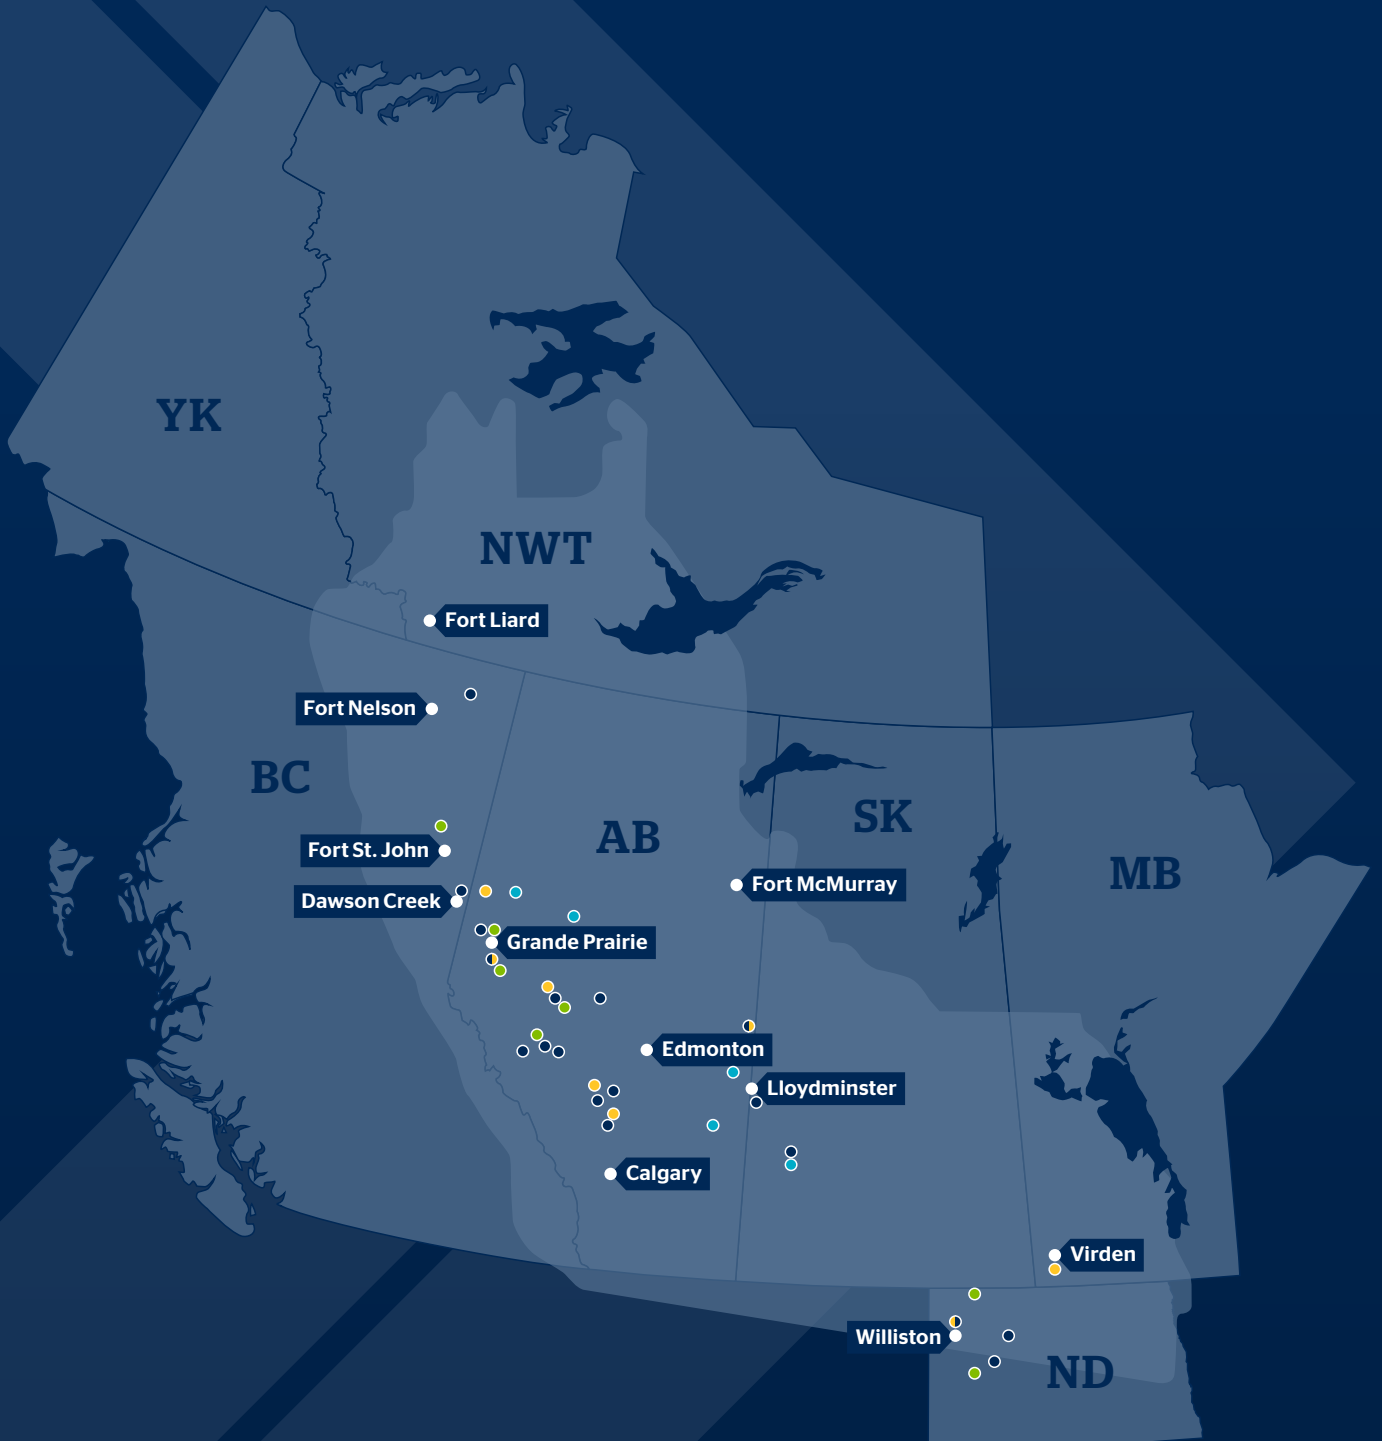 YK
NWT
Fort Liard
Fort Nelson
BC
SK
AB
Fort St. John
MB
Fort McMurray
Dawson Creek
Grande Prairie
Edmonton
Lloydminster
Calgary
Virden
Williston
ND